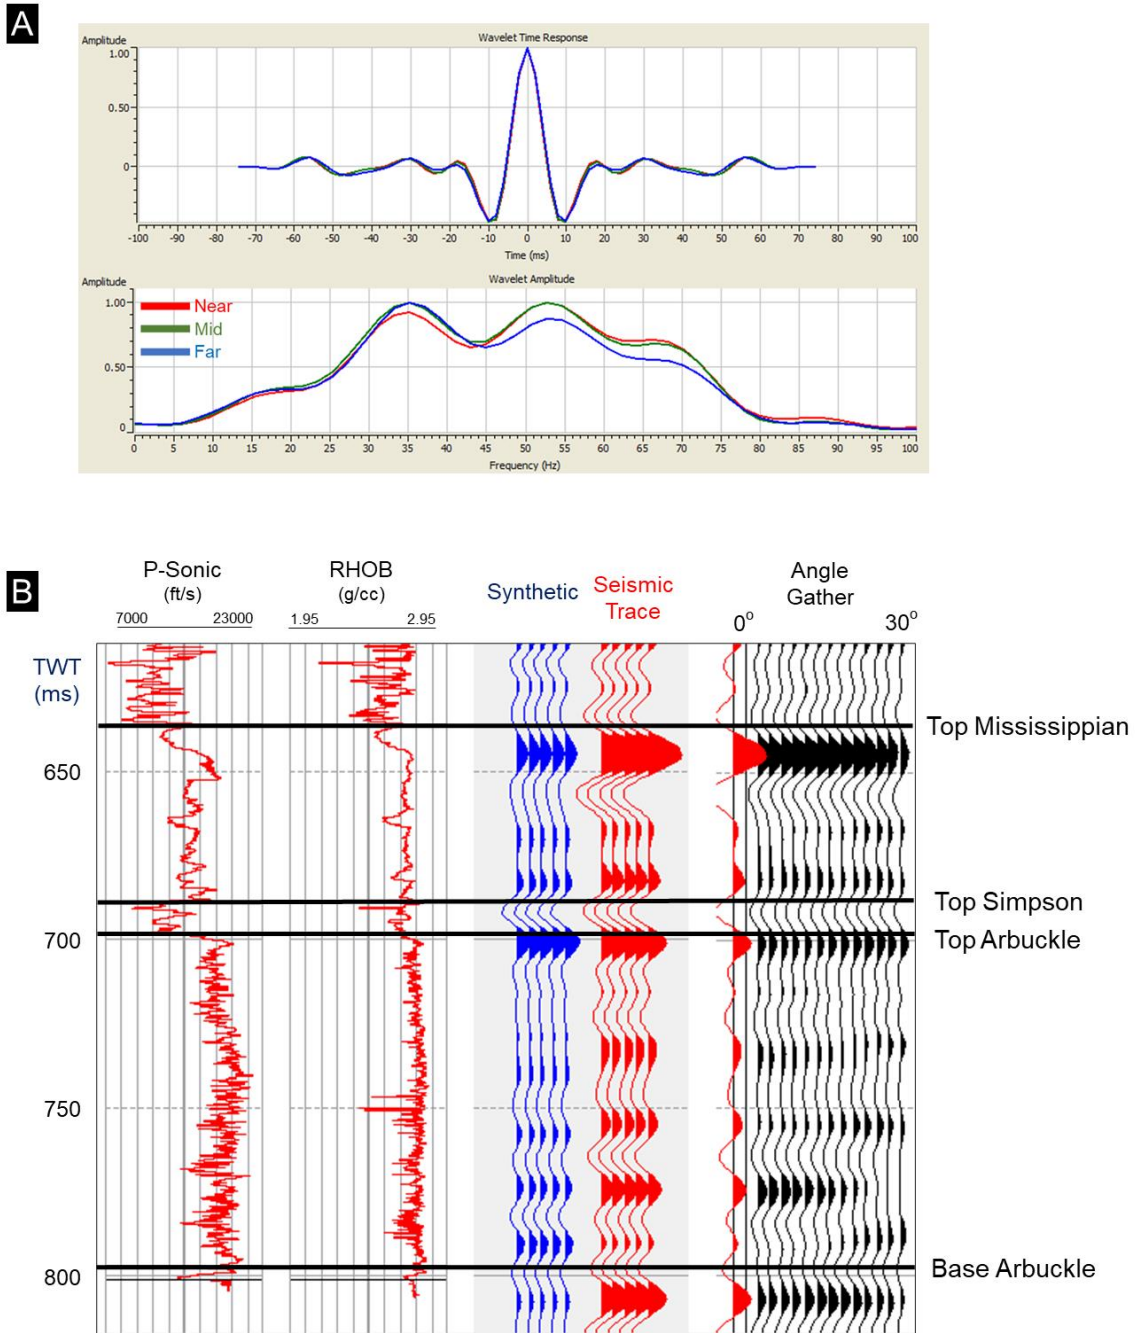 A
Wavelet Time Response
Amplitude
1.00
0.50
0
-100 -90 -80 -70 -60 -50 -40 -30 -20 -10 0 10 20 30 40 50 60 70 80 90 100
Time (ms)
Wavelet Amplitude
Amplitude
1.00
0.50
0
Near
Mid
Far
0 5 10 15 20 25 30 35 40 45 50 55 60 65 70 75 80 85 90 95 100
Frequency (Hz)
B
P-Sonic
(ft/s)
7000 23000
RHOB
(g/cc)
1.95 2.95
Synthetic
Seismic
Trace
Angle
Gather
0° 30°
TWT
(ms)
650
700
750
800
Top Mississippian
Top Simpson
Top Arbuckle
Base Arbuckle